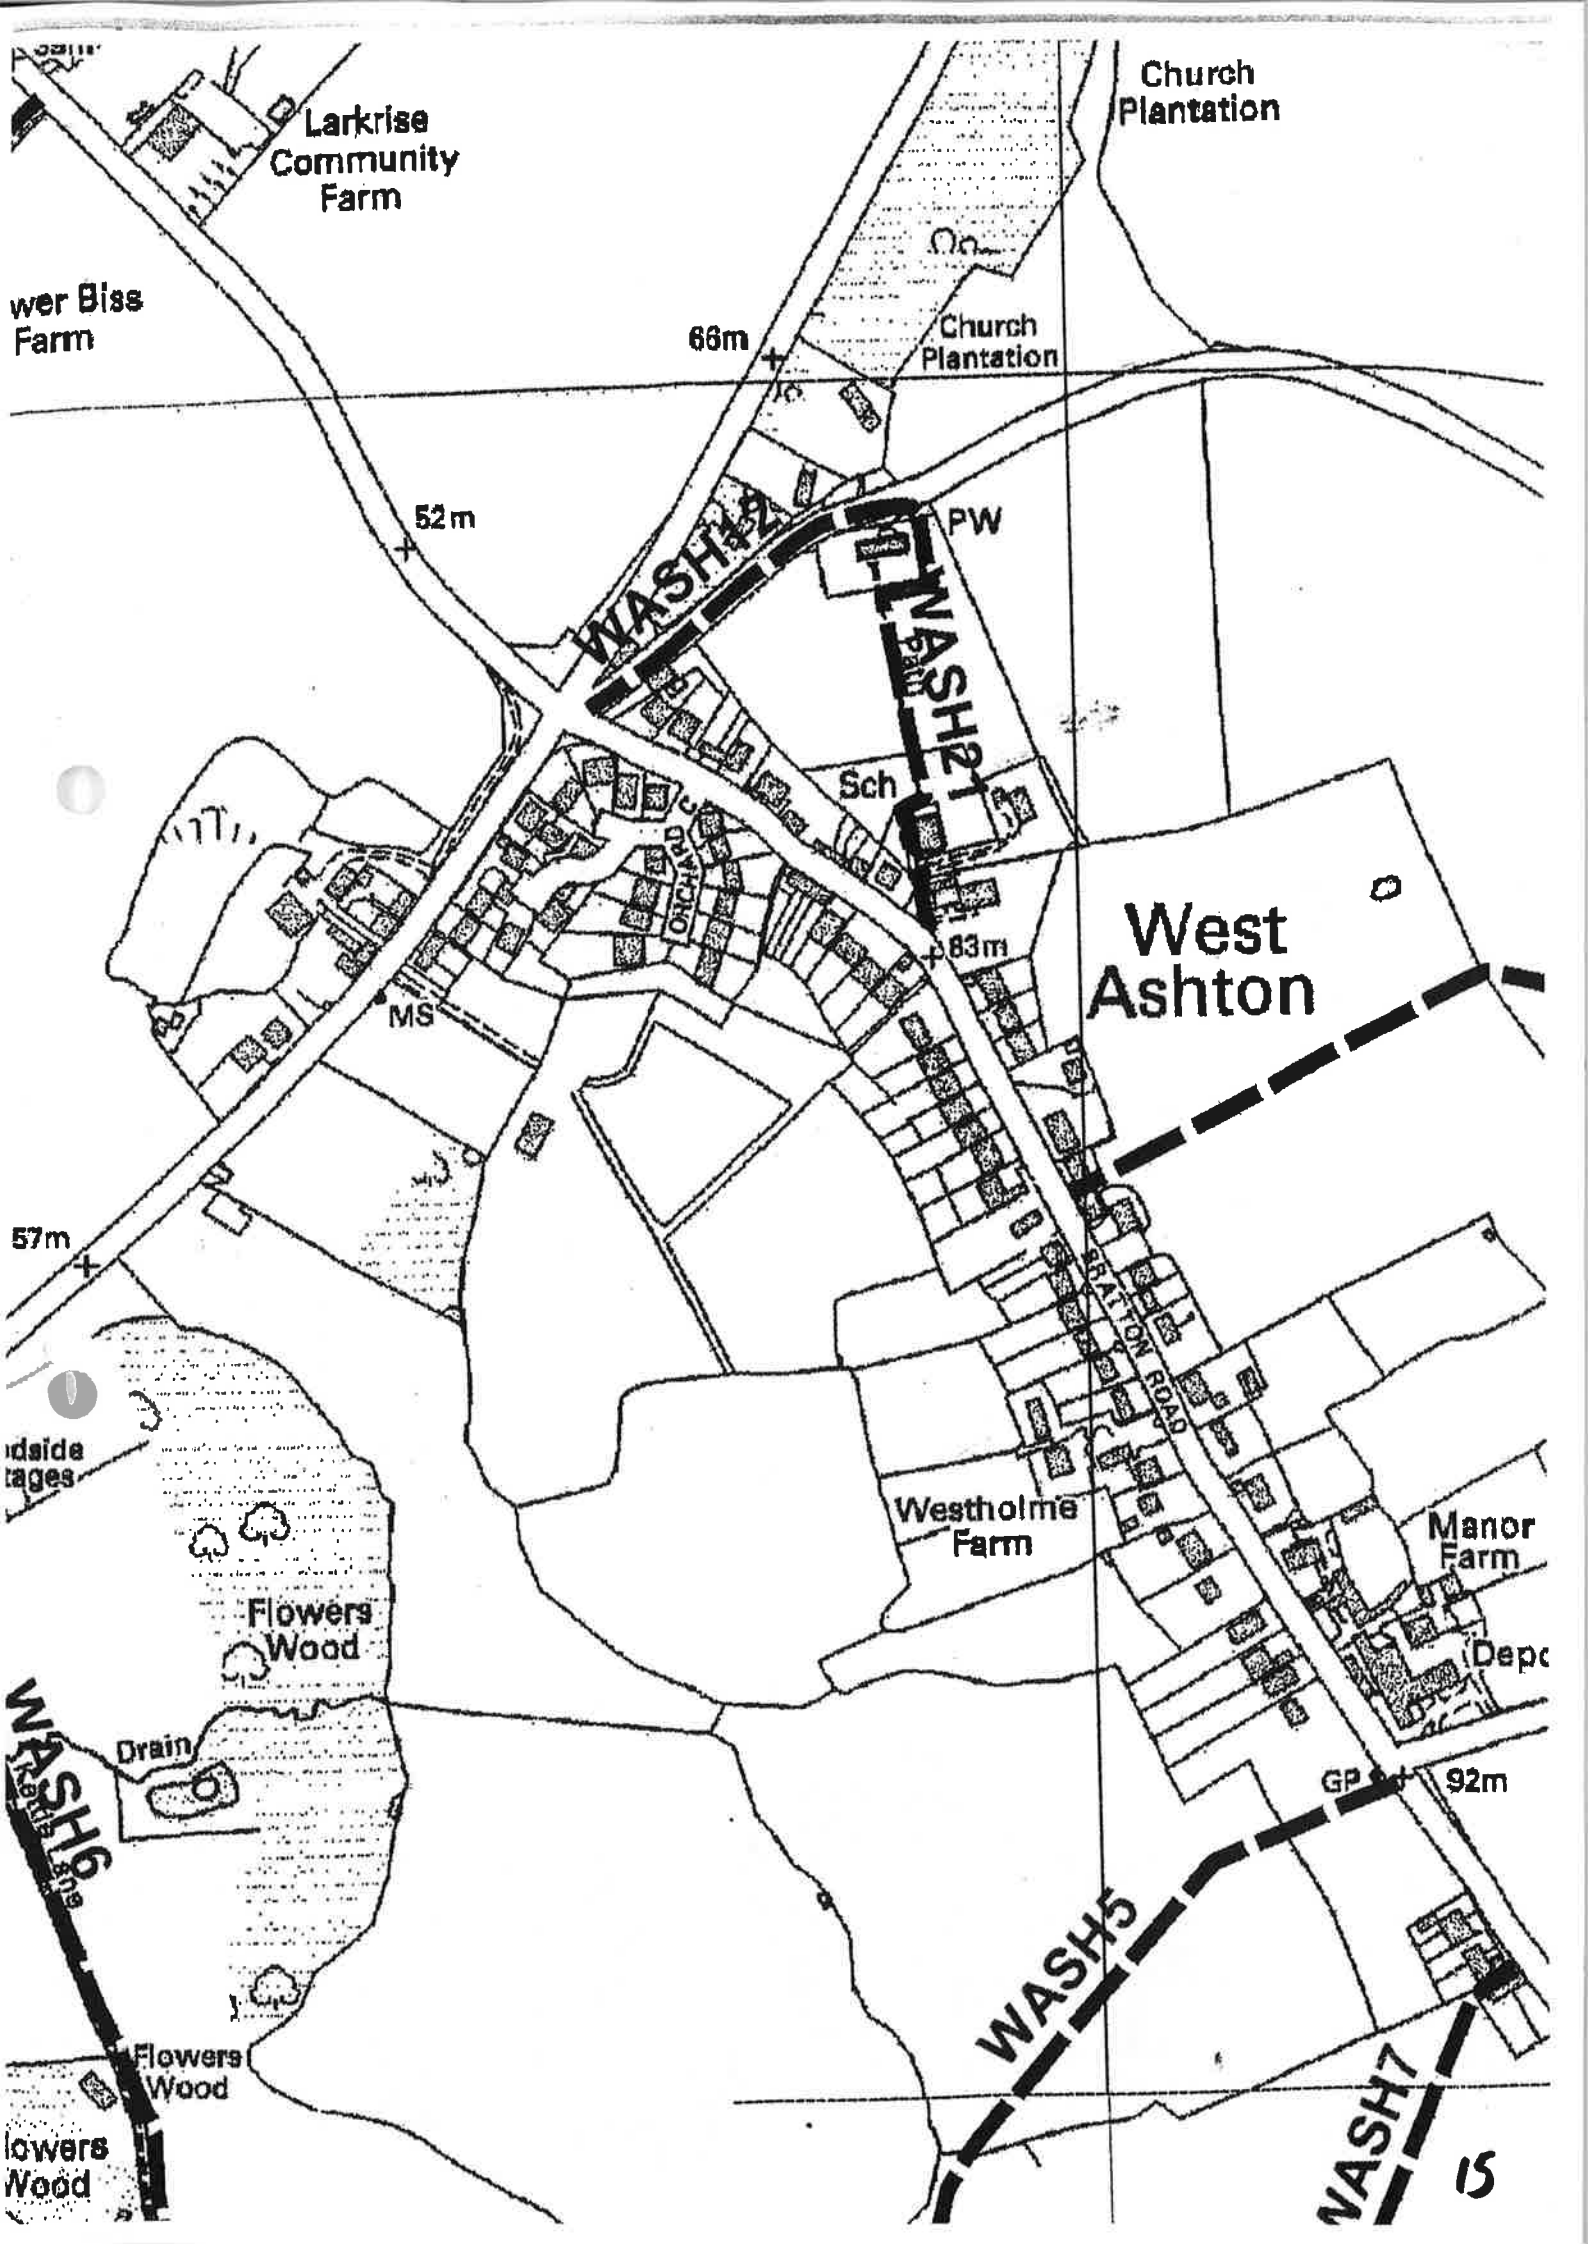 Church
Plantation
Larkrise
Community
Farm
wer Biss
Farm
66m
Church
Plantation
52m
PW
WASH12
WASH21
Path
Sch
ORCHARD C
83m
West
Ashton
MS
57m
BRATTON ROAD
dside
tages
Westholme
Farm
Manor
Farm
Flowers
Wood
Depo
WASH6
Drain
GP
92m
WASH5
Flowers
Wood
WASH7
lowers
Wood
15